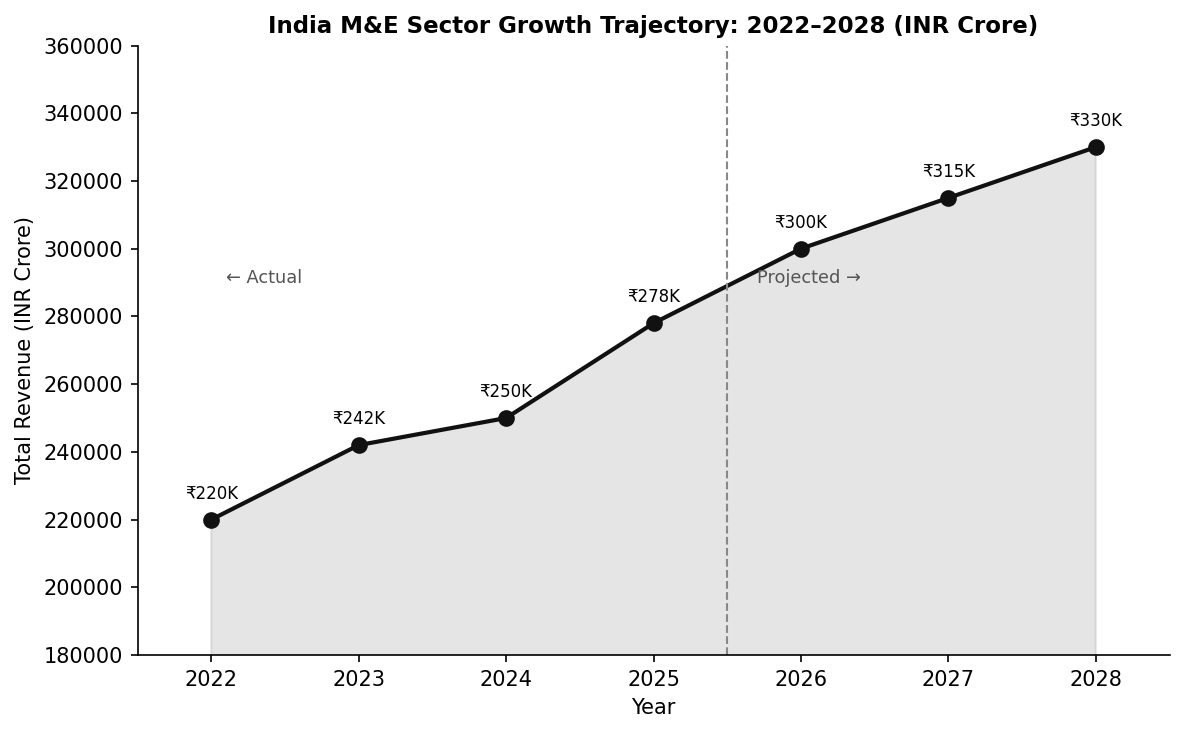 India M&E Sector Growth Trajectory: 2022–2028 (INR Crore)
Total Revenue (INR Crore)
360000
340000
320000
300000
280000
260000
240000
220000
200000
180000
₹220K
₹242K
₹250K
₹278K
₹300K
₹315K
₹330K
← Actual
Projected →
2022 2023 2024 2025 2026 2027 2028
Year